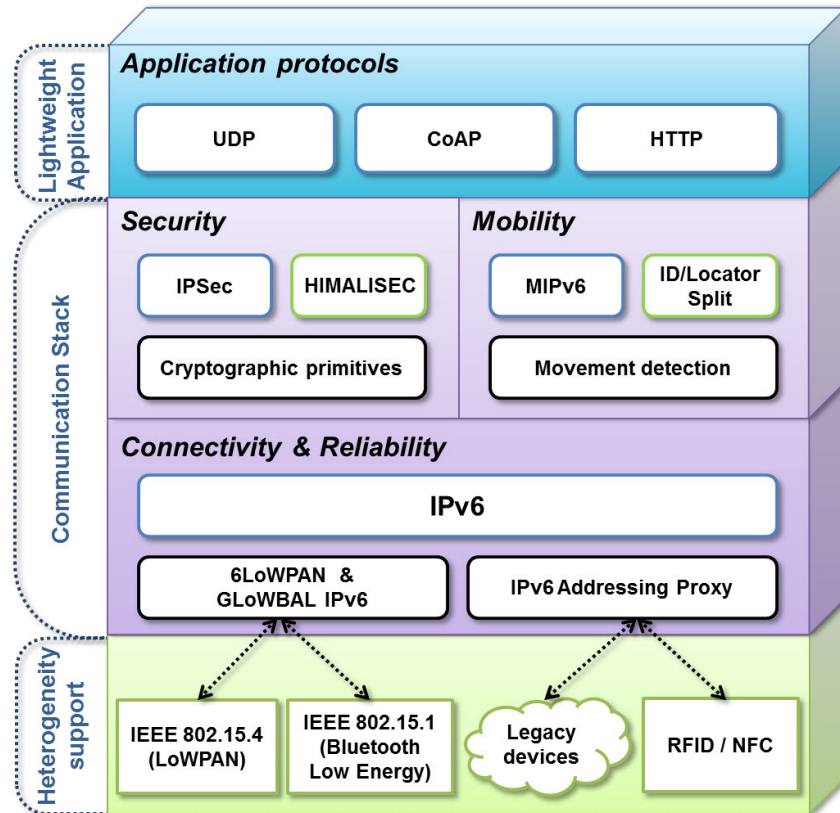 Lightweight
Application
Application protocols
UDP
CoAP
HTTP
Communication Stack
Security
IPSec
HIMALISEC
Cryptographic primitives
Mobility
MIPv6
ID/Locator
Split
Movement detection
Connectivity & Reliability
IPv6
6LoWPAN &
GLoWBAL IPv6
IPv6 Addressing Proxy
Heterogeneity
support
IEEE 802.15.4
(LoWPAN)
IEEE 802.15.1
(Bluetooth
Low Energy)
Legacy
devices
RFID / NFC